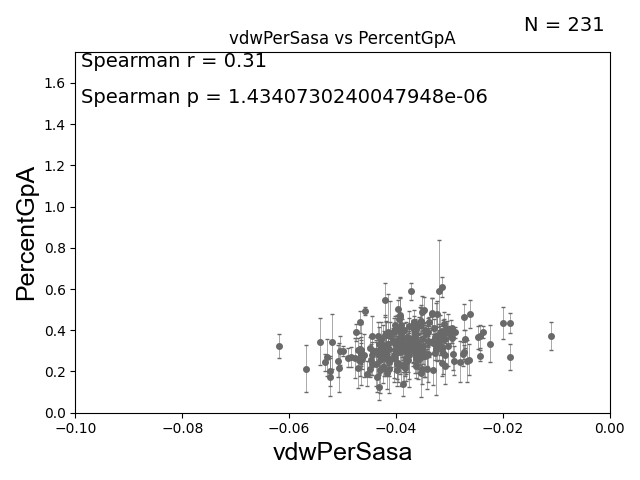 N = 231
vdwPerSasa vs PercentGpA
Spearman r = 0.31
Spearman p = 1.4340730240047948e-06
PercentGpA
1.6
1.4
1.2
1.0
0.8
0.6
0.4
0.2
0.0
−0.10 −0.08 −0.06 −0.04 −0.02 0.00
vdwPerSasa